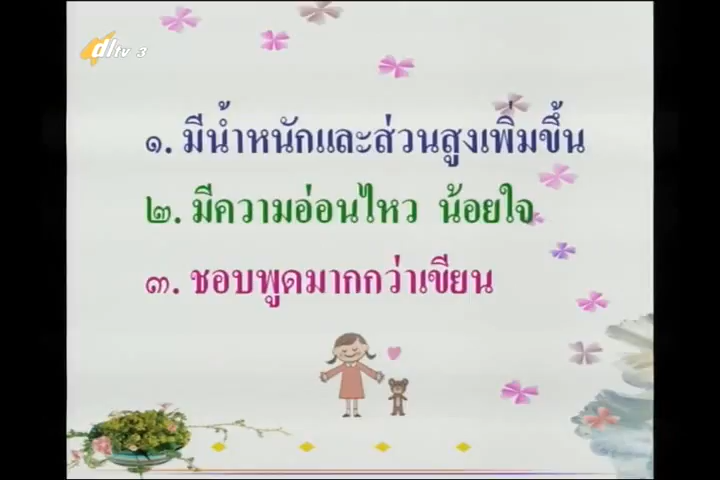 dltv 3
๑. มีน้ำหนักและส่วนสูงเพิ่มขึ้น
๒. มีความอ่อนไหว น้อยใจ
๓. ชอบพูดมากกว่าเขียน